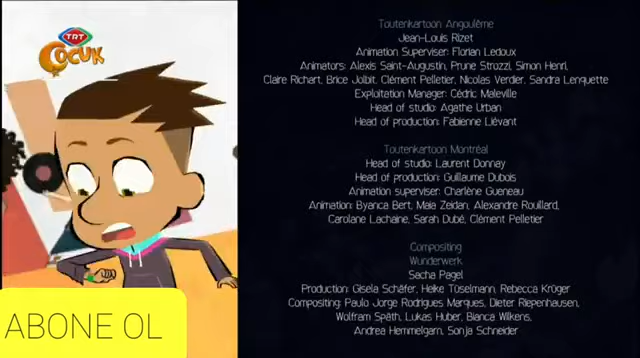 TRT
ÇOCUK
ABONE OL
Toutenkartoon Angoulême
Jean-Louis Rizet
Animation Superviser: Florian Ledoux
Animators: Alexis Saint-Augustin, Prune Strozzi, Simon Henri,
Claire Richart, Brice Jolbit, Clément Pelletier, Nicolas Verdier, Sandra Lenquette
Exploitation Manager: Cédric Maleville
Head of studio: Agathe Urban
Head of production: Fabienne Liévant
Toutenkartoon Montréal
Head of studio: Laurent Donnay
Head of production: Guillaume Dubois
Animation superviser: Charlène Gueneau
Animation: Byanca Bert, Maïa Zeidan, Alexandre Rouillard,
Carolane Lachaine, Sarah Dubé, Clément Pelletier
Compositing
Wunderwerk
Sacha Pagel
Production: Gisela Schäfer, Heike Tüselmann, Rebecca Krüger
Compositing: Paulo Jorge Rodrigues Marques, Dieter Riepenhausen,
Wolfram Späth, Lukas Huber, Bianca Wilkens,
Andrea Hemmelgarn, Sonja Schneider